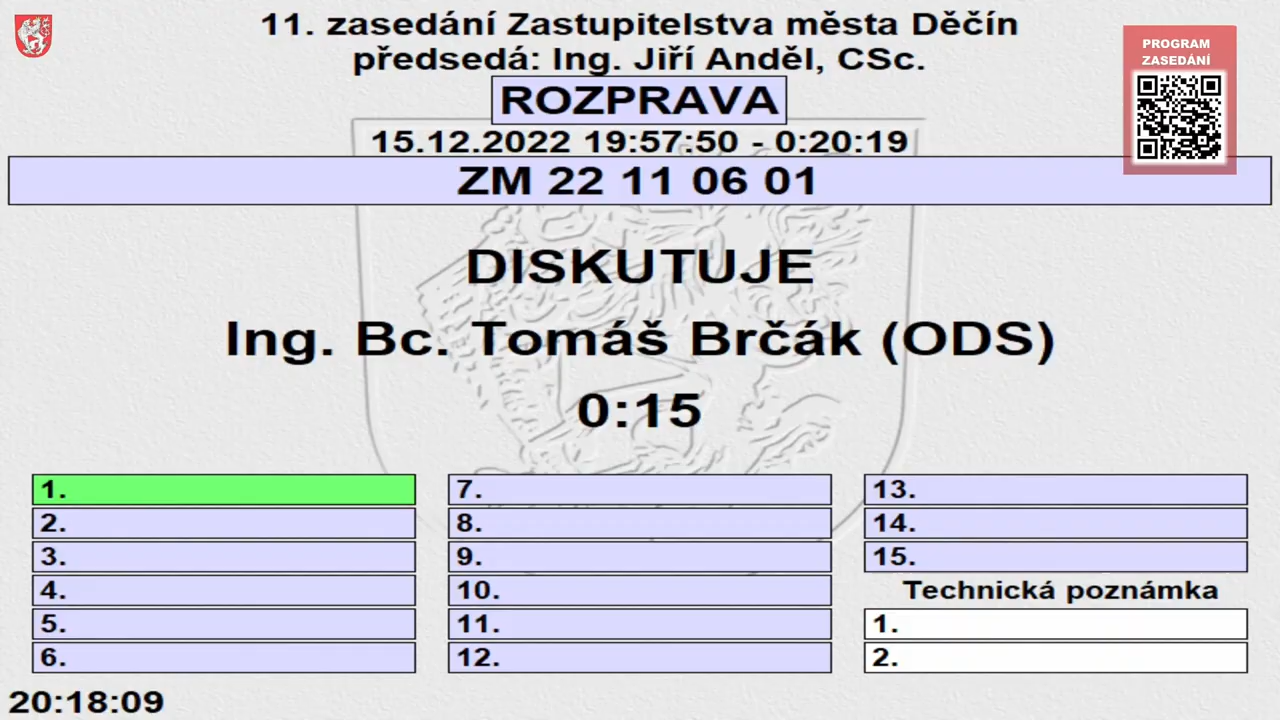 11. zasedání Zastupitelstva města Děčín
předsedá: Ing. Jiří Anděl, CSc.
PROGRAM
ZASEDÁNÍ
ROZPRAVA
15.12.2022 19:57:50 - 0:20:19
ZM 22 11 06 01
DISKUTUJE
Ing. Bc. Tomáš Brčák (ODS)
0:15
1.
2.
3.
4.
5.
6.
7.
8.
9.
10.
11.
12.
13.
14.
15.
Technická poznámka
1.
2.
20:18:09